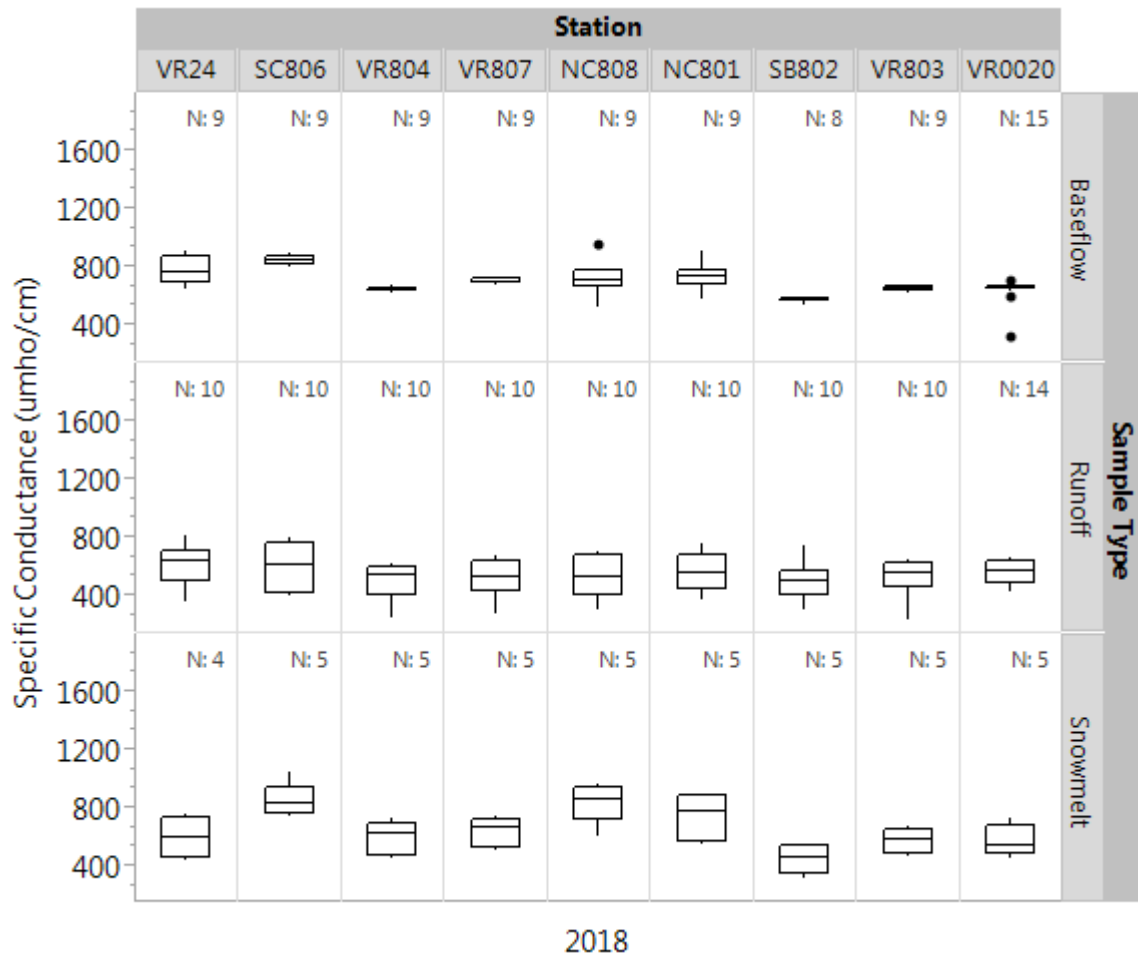 Station
VR24 SC806 VR804 VR807 NC808 NC801 SB802 VR803 VR0020
N: 9 N: 9 N: 9 N: 9 N: 9 N: 9 N: 8 N: 9 N: 15
1600
1200
800
400
Baseflow
N: 10 N: 10 N: 10 N: 10 N: 10 N: 10 N: 10 N: 10 N: 14
1600
1200
800
400
Runoff
N: 4 N: 5 N: 5 N: 5 N: 5 N: 5 N: 5 N: 5 N: 5
1600
1200
800
400
Snowmelt
Specific Conductance (umho/cm)
Sample Type
2018